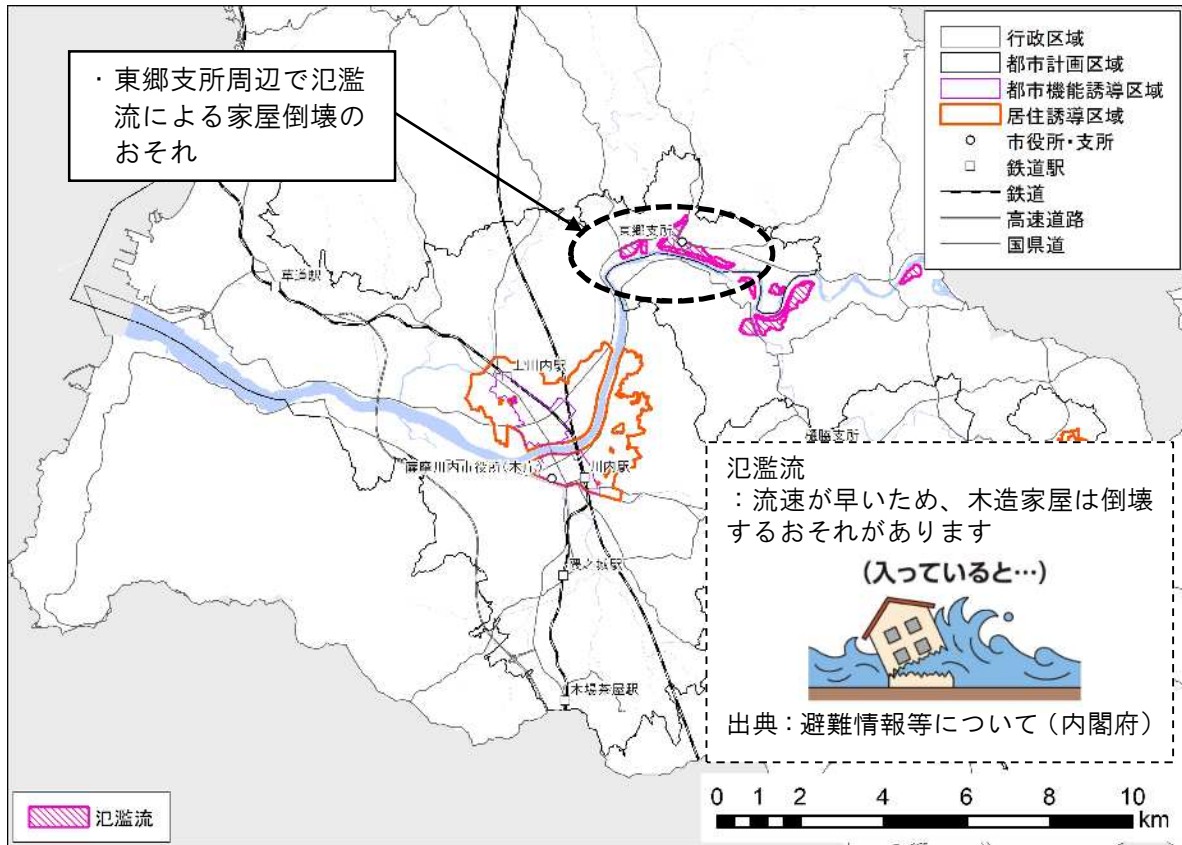 ・東郷支所周辺で氾濫
流による家屋倒壊の
おそれ
行政区域
都市計画区域
都市機能誘導区域
居住誘導区域
市役所・支所
鉄道駅
鉄道
高速道路
国県道
東郷支所
草道駅
上川内駅
樋脇支所
薩摩川内市役所(本庁)
川内駅
隈之城駅
木場茶屋駅
氾濫流
：流速が早いため、木造家屋は倒壊
するおそれがあります
(入っていると…)
出典：避難情報等について（内閣府）
氾濫流
0 1 2 4 6 8 10
km